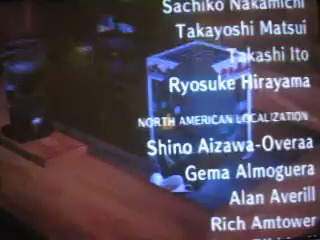 Sachiko Nakamichi
Takayoshi Matsui
Takashi Ito
Ryosuke Hirayama
NORTH AMERICAN LOCALIZATION
Shino Aizawa-Overaa
Gema Almoguera
Alan Averill
Rich Amtower